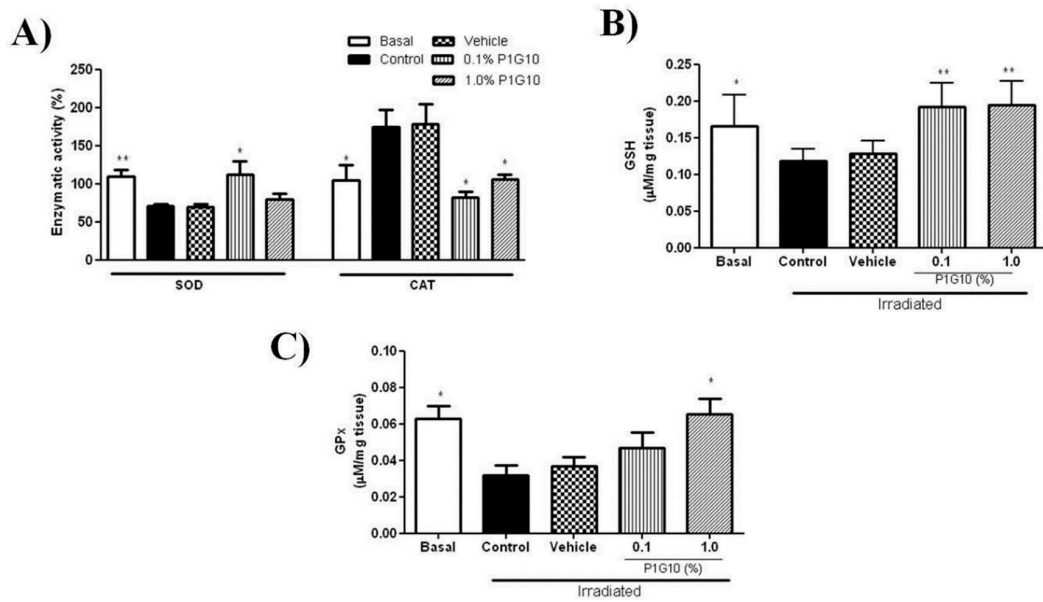 A)
Basal
Vehicle
Control
0.1% P1G10
1.0% P1G10
Enzymatic activity (%)
250
200
150
100
50
0
**
*
*
*
*
SOD
CAT
B)
GSH
(µM/mg tissue)
0.25
0.20
0.15
0.10
0.05
0.00
*
**
**
Basal
Control
Vehicle
0.1
1.0
P1G10 (%)
Irradiated
C)
GPx
(µM/mg tissue)
0.10
0.08
0.06
0.04
0.02
0.00
*
*
Basal
Control
Vehicle
0.1
1.0
P1G10 (%)
Irradiated